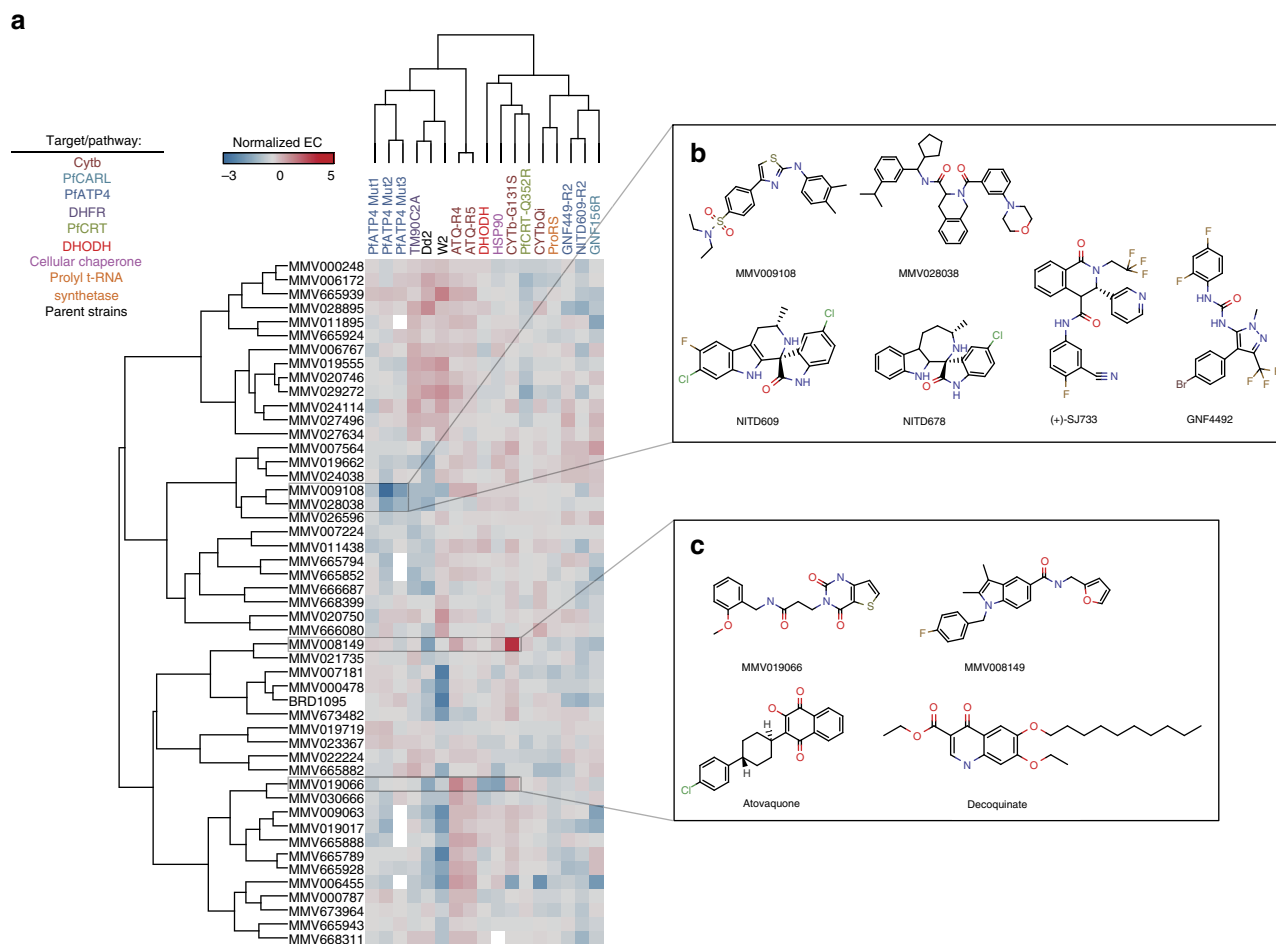 a
Target/pathway:
Cytb
PfCARL
PfATP4
DHFR
PfCRT
DHODH
Cellular chaperone
Prolyl t-RNA
synthetase
Parent strains
Normalized EC
−3
0
5
PfATP4 Mut1
PfATP4 Mut2
PfATP4 Mut3
TM90C2A
Dd2
W2
ATQ-R4
ATQ-R5
DHODH
HSP90
CYTb-G131S
PfCRT-Q352R
CYTbQi
ProRS
GNF449-R2
NITD609-R2
GNF156R
MMV000248
MMV006172
MMV665939
MMV028895
MMV011895
MMV665924
MMV006767
MMV019555
MMV020746
MMV029272
MMV024114
MMV027496
MMV027634
MMV007564
MMV019662
MMV024038
MMV009108
MMV028038
MMV026596
MMV007224
MMV011438
MMV665794
MMV665852
MMV666687
MMV668399
MMV020750
MMV666080
MMV008149
MMV021735
MMV007181
MMV000478
BRD1095
MMV673482
MMV019719
MMV023367
MMV022224
MMV665882
MMV019066
MMV030666
MMV009063
MMV019017
MMV665888
MMV665789
MMV665928
MMV006455
MMV000787
MMV673964
MMV665943
MMV668311
b
MMV009108
MMV028038
NITD609
NITD678
(+)-SJ733
GNF4492
c
MMV019066
MMV008149
Atovaquone
Decoquinate